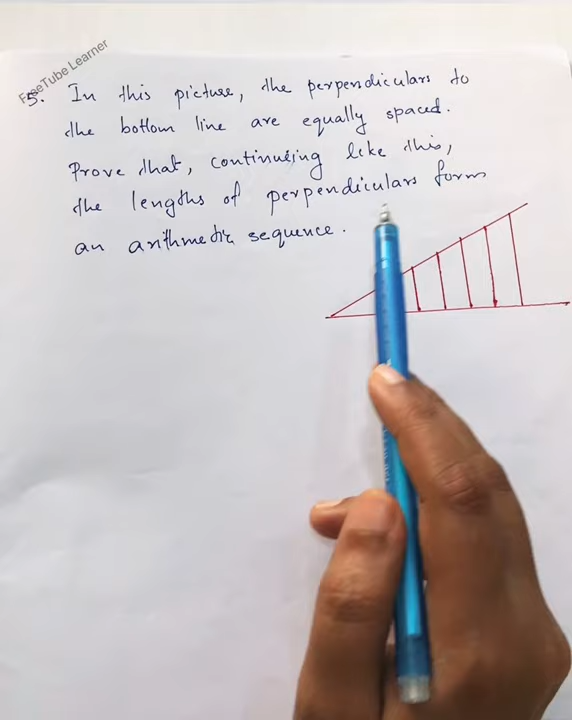 FreeTube Learner
5. In this picture, the perpendiculars to
the bottom line are equally spaced.
Prove that, continuing like this,
the lengths of perpendiculars form
an arithmetic sequence.